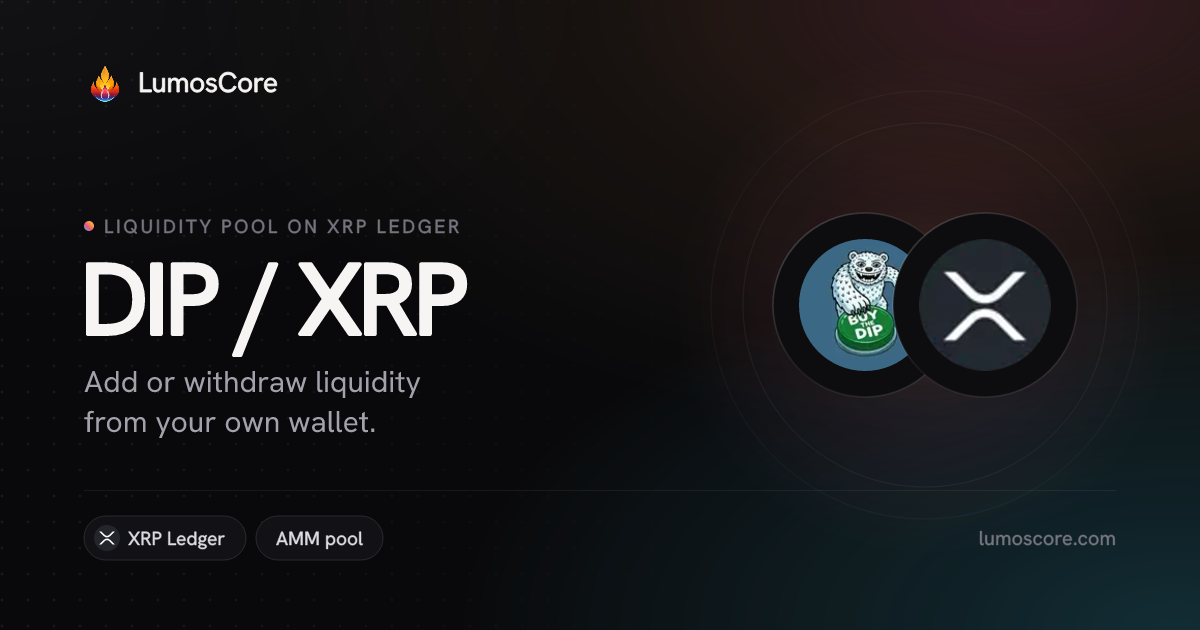 LumosCore
LIQUIDITY POOL ON XRP LEDGER
DIP / XRP
Add or withdraw liquidity
from your own wallet.
BUY
THE
DIP
XRP Ledger
AMM pool
lumoscore.com